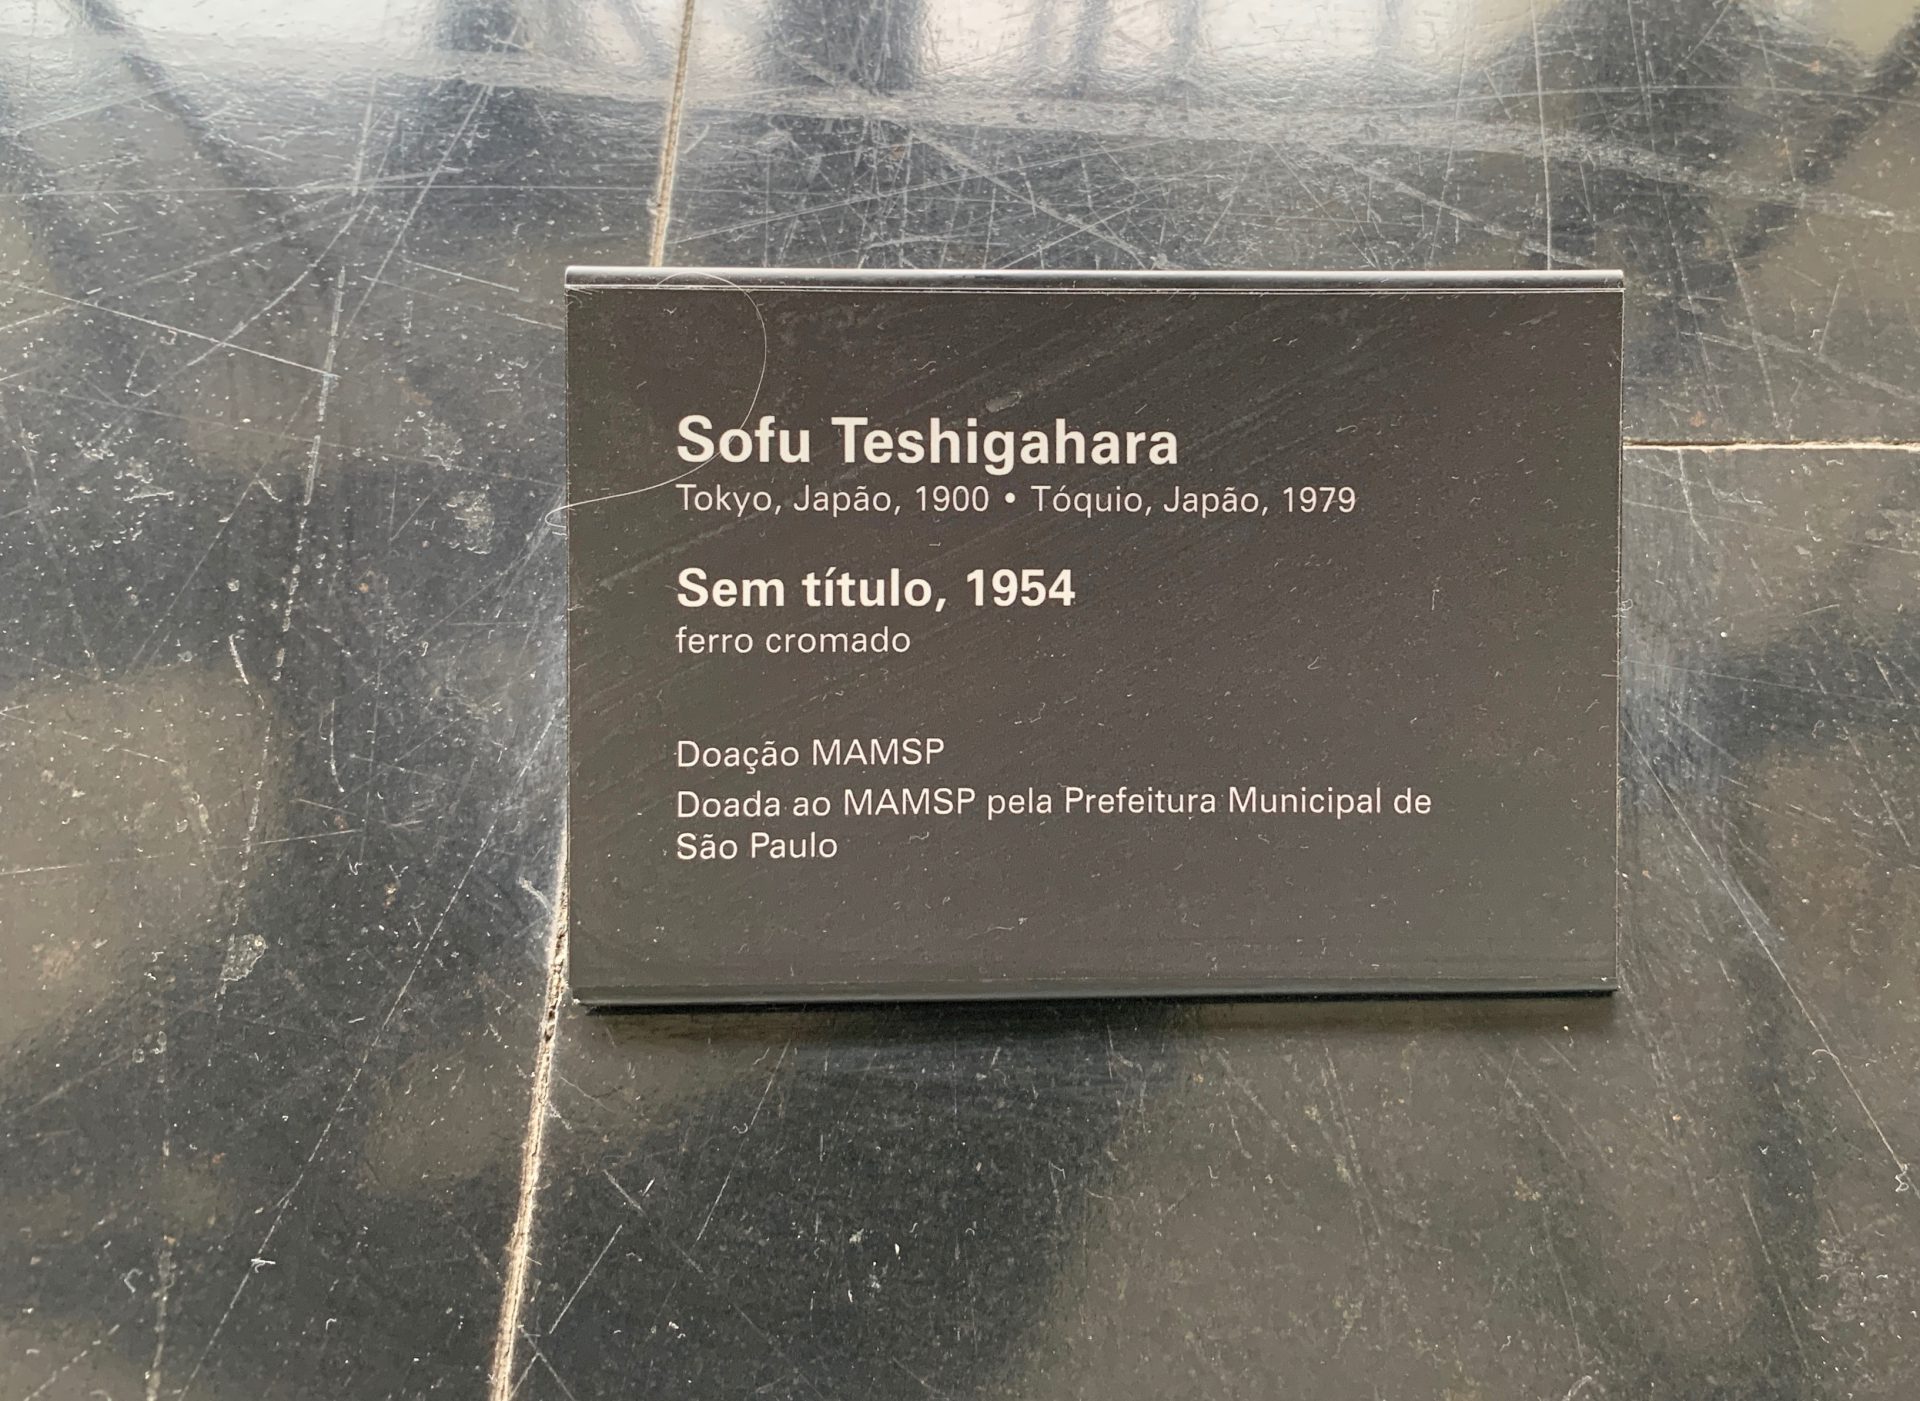 Sofu Teshigahara
Tokyo, Japão, 1900 • Tóquio, Japão, 1979
Sem título, 1954
ferro cromado
Doação MAMSP
Doada ao MAMSP pela Prefeitura Municipal de
São Paulo